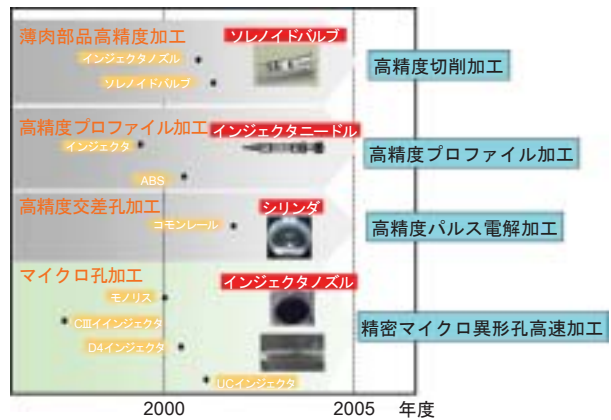 薄肉部品高精度加工
ソレノイドバルブ
インジェクタノズル
ソレノイドバルブ
高精度切削加工
高精度プロファイル加工
インジェクタニードル
インジェクタ
ABS
高精度プロファイル加工
高精度交差孔加工
シリンダ
コモンレール
高精度パルス電解加工
マイクロ孔加工
インジェクタノズル
モノリス
CⅢイインジェクタ
D4インジェクタ
UCインジェクタ
精密マイクロ異形孔高速加工
2000
2005
年度